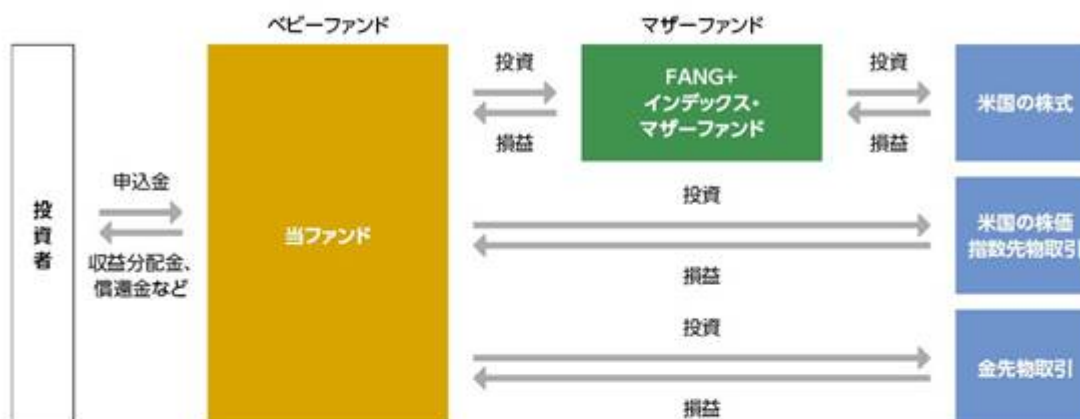 ベビーファンド
マザーファンド
投資者
申込金
収益分配金、
償還金など
当ファンド
投資
損益
FANG+
インデックス・
マザーファンド
投資
損益
米国の株式
投資
損益
米国の株価
指数先物取引
投資
損益
金先物取引